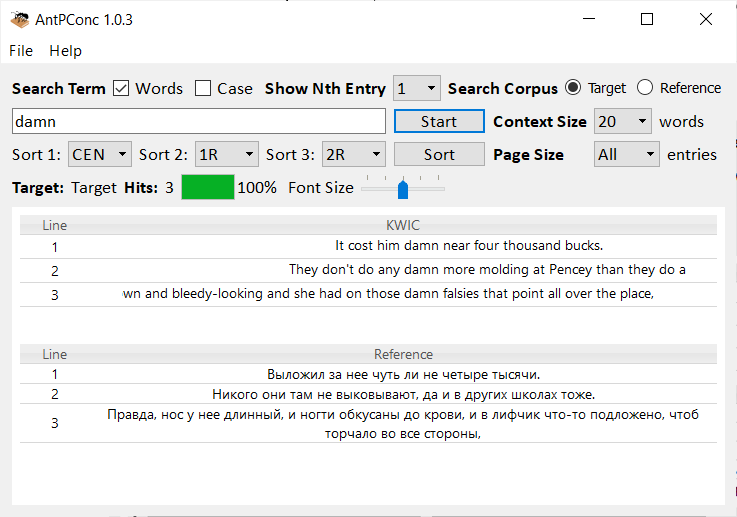 AntPConc 1.0.3
File Help
Search Term Words Case Show Nth Entry 1 Search Corpus Target Reference
damn Start Context Size 20 words
Sort 1: CEN Sort 2: 1R Sort 3: 2R Sort Page Size All entries
Target: Target Hits: 3 100% Font Size
Line KWIC
1 It cost him damn near four thousand bucks.
2 They don't do any damn more molding at Pencey than they do a
3 wn and bleedy-looking and she had on those damn falsies that point all over the place,
Line Reference
1 Выложил за нее чуть ли не четыре тысячи.
2 Никого они там не выковывают, да и в других школах тоже.
3 Правда, нос у нее длинный, и ногти обкусаны до крови, и в лифчик что-то подложено, чтоб
торчало во все стороны,